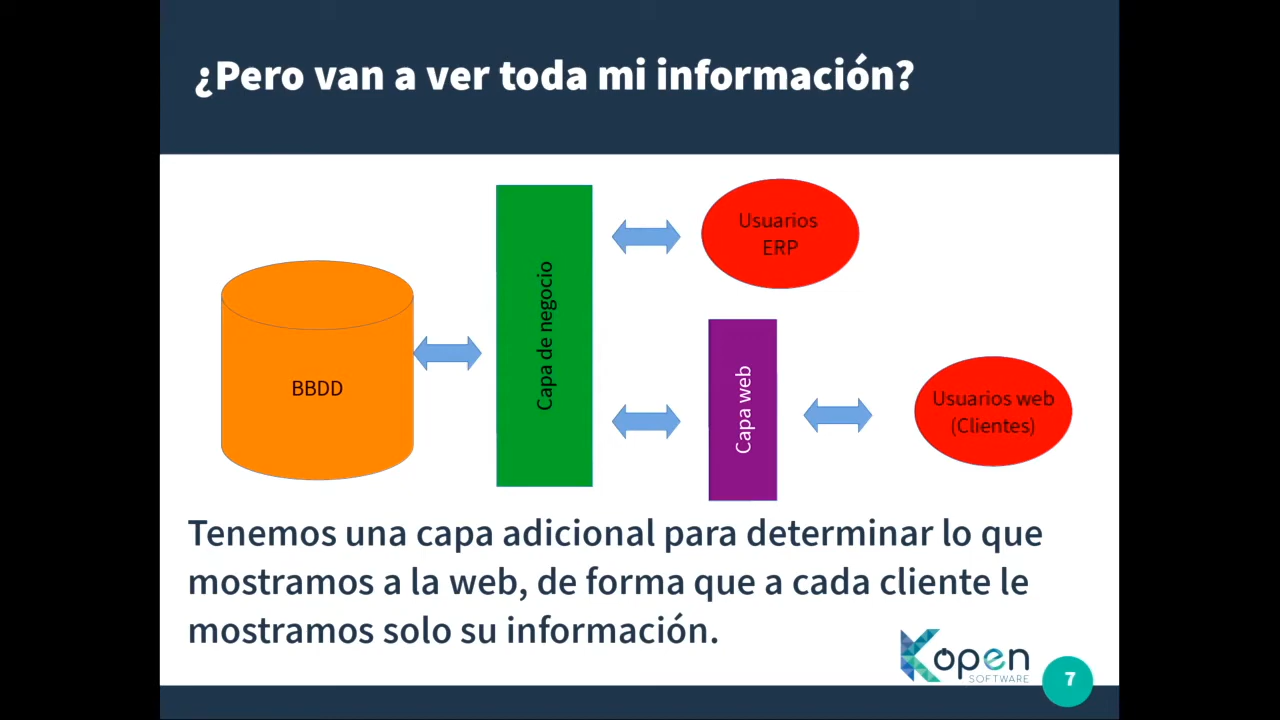 ¿Pero van a ver toda mi información?
Usuarios
ERP
Capa de negocio
BBDD
Capa web
Usuarios web
(Clientes)
Tenemos una capa adicional para determinar lo que
mostramos a la web, de forma que a cada cliente le
mostramos solo su información.
Kopen
SOFTWARE
7